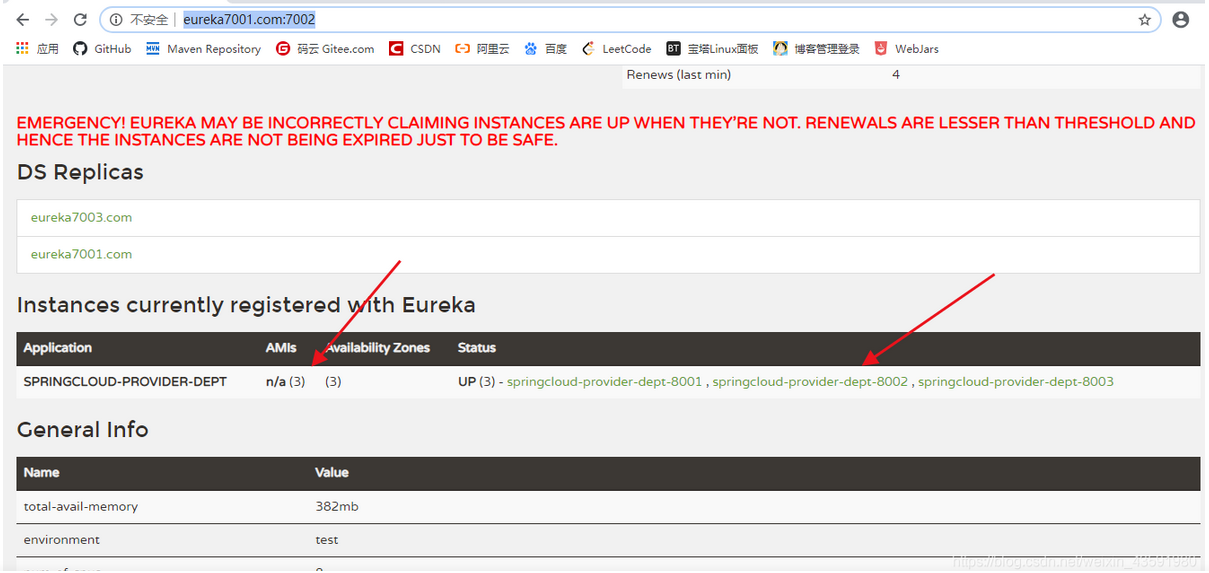 不安全 | eureka7001.com:7002
应用 GitHub MVN Maven Repository G 码云 Gitee.com C CSDN 阿里云 百度 LeetCode BT 宝塔Linux面板 博客管理登录 WebJars
Renews (last min) 4
EMERGENCY! EUREKA MAY BE INCORRECTLY CLAIMING INSTANCES ARE UP WHEN THEY'RE NOT. RENEWALS ARE LESSER THAN THRESHOLD AND
HENCE THE INSTANCES ARE NOT BEING EXPIRED JUST TO BE SAFE.
DS Replicas
eureka7003.com
eureka7001.com
Instances currently registered with Eureka
Application AMIs Availability Zones Status
SPRINGCLOUD-PROVIDER-DEPT n/a (3) (3) UP (3) - springcloud-provider-dept-8001 , springcloud-provider-dept-8002 , springcloud-provider-dept-8003
General Info
Name Value
total-avail-memory 382mb
environment test
https://blog.csdn.net/weixin_43591980